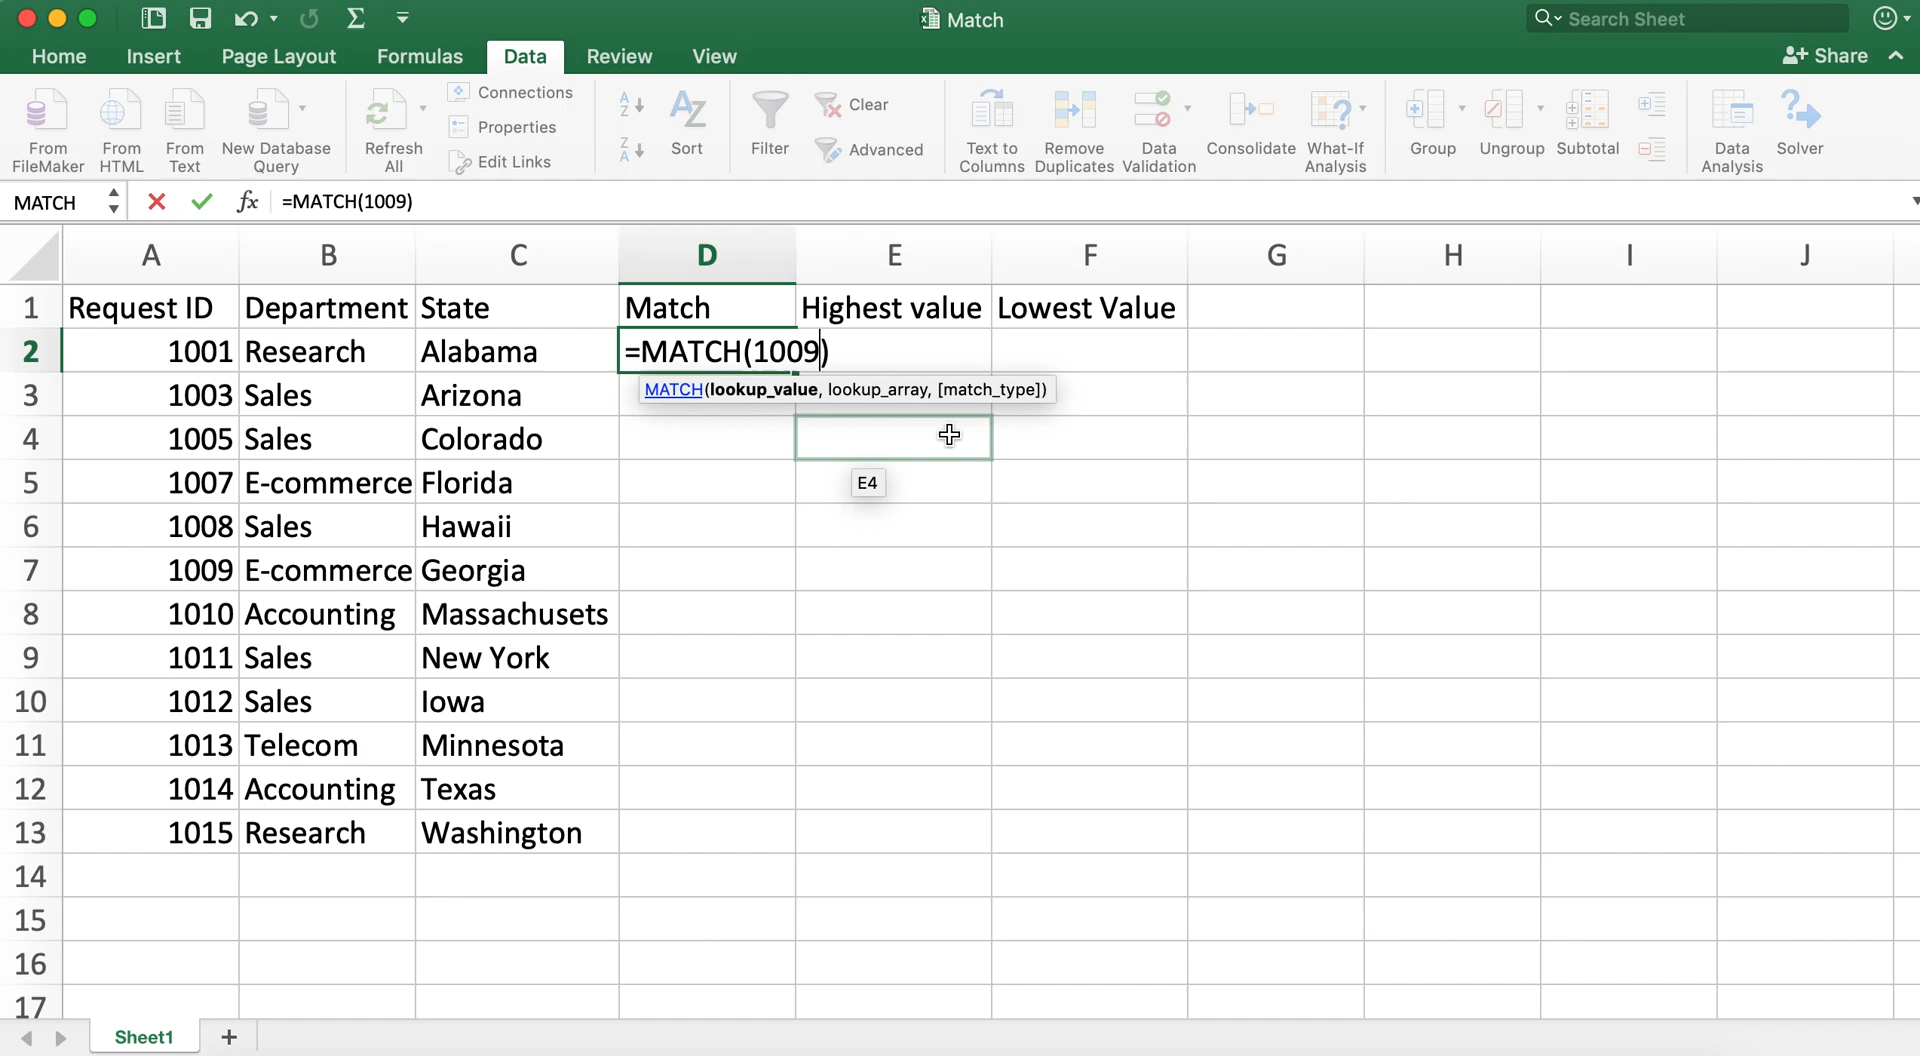 Match
Search Sheet
Home Insert Page Layout Formulas Data Review View
Share
From FileMaker
From HTML
From Text
New Database Query
Refresh All
Connections
Properties
Edit Links
A Z
Z A
AZ
Sort
Filter
Clear
Advanced
Text to Columns
Remove Duplicates
Data Validation
Consolidate
What-If Analysis
Group
Ungroup
Subtotal
Data Analysis
Solver
MATCH fx =MATCH(1009)
A B C D E F G H I J
1 Request ID Department State Match Highest value Lowest Value
2 1001 Research Alabama =MATCH(1009)
MATCH(lookup_value, lookup_array, [match_type])
3 1003 Sales Arizona
4 1005 Sales Colorado
5 1007 E-commerce Florida E4
6 1008 Sales Hawaii
7 1009 E-commerce Georgia
8 1010 Accounting Massachusets
9 1011 Sales New York
10 1012 Sales Iowa
11 1013 Telecom Minnesota
12 1014 Accounting Texas
13 1015 Research Washington
14
15
16
17
Sheet1 +